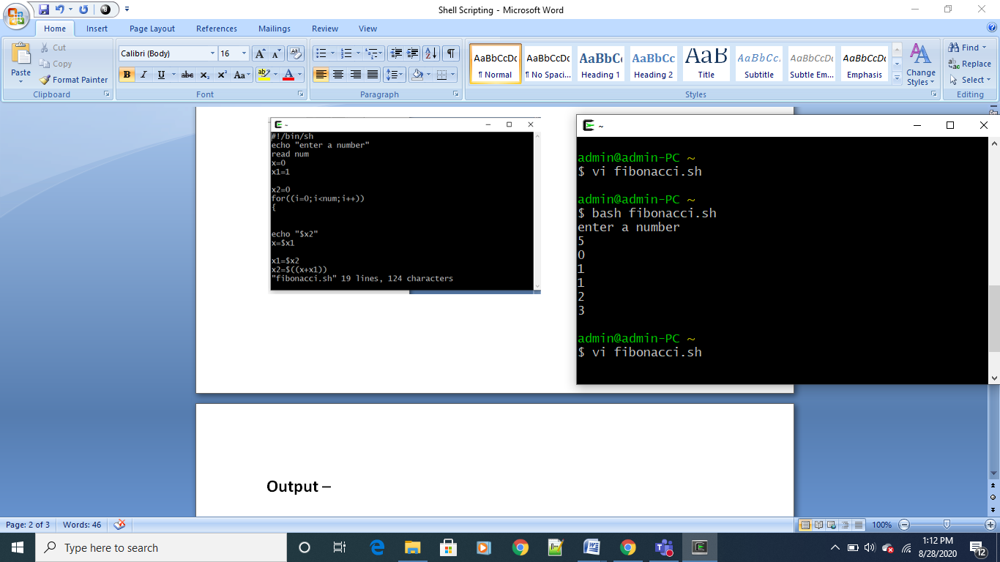 Shell Scripting - Microsoft Word
Home Insert Page Layout References Mailings Review View
Paste
Cut
Copy
Format Painter
Clipboard
Calibri (Body) 16
B I U abc x₂ x² Aa
ab A
Font
Paragraph
AaBbCcDc AaBbCcDc AaBbC AaBbCc AaB AaBbCc. AaBbCcDc AaBbCcDc
¶ Normal ¶ No Spaci... Heading 1 Heading 2 Title Subtitle Subtle Em... Emphasis
Change Styles
Styles
Find
Replace
Select
Editing
~
#!/bin/sh
echo "enter a number"
read num
x=0
x1=1
x2=0
for((i=0;i<num;i++))
{
echo "$x2"
x=$x1
x1=$x2
x2=$((x+x1))
"fibonacci.sh" 19 lines, 124 characters
~
admin@admin-PC ~
$ vi fibonacci.sh
admin@admin-PC ~
$ bash fibonacci.sh
enter a number
5
0
1
1
2
3
admin@admin-PC ~
$ vi fibonacci.sh
Output –
Page: 2 of 3 Words: 46 100%
Type here to search
1:12 PM
8/28/2020
12